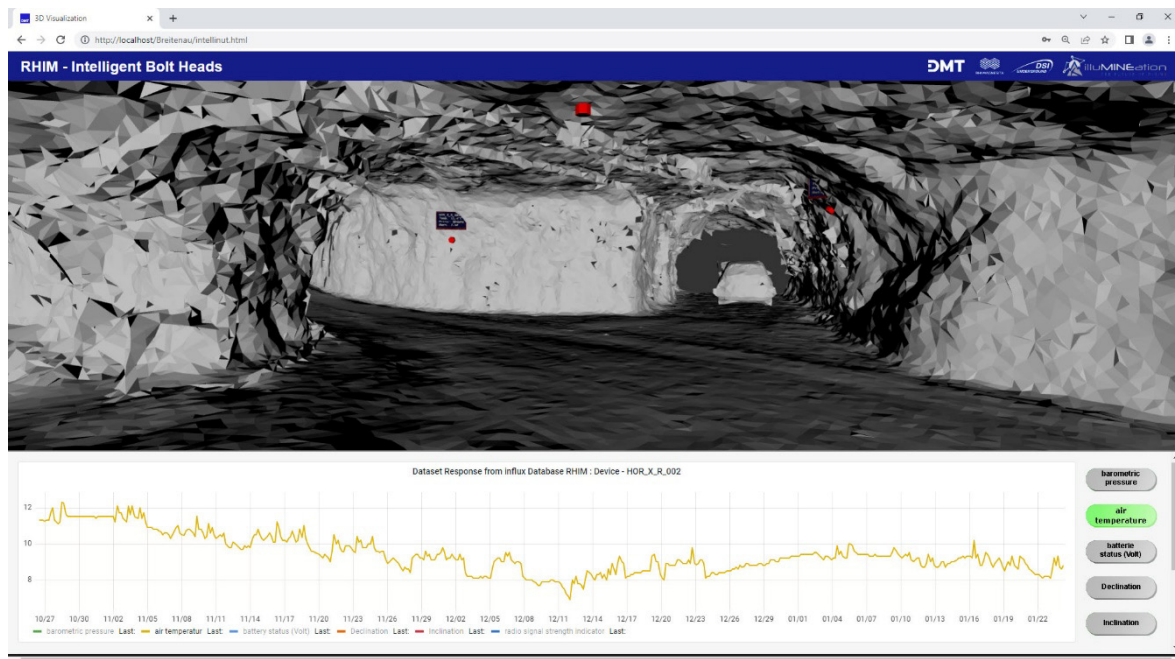 3D Visualization
http://localhost/Breitenau/intellinut.html
RHIM - Intelligent Bolt Heads
DMT
DSI
UNDERGROUND
illuMINEation
Dataset Response from influx Database RHIM : Device - HOR_X_R_002
12
10
8
10/27 10/30 11/02 11/05 11/08 11/11 11/14 11/17 11/20 11/23 11/26 11/29 12/02 12/05 12/08 12/11 12/14 12/17 12/20 12/23 12/26 12/29 01/01 01/04 01/07 01/10 01/13 01/16 01/19 01/22
barometric pressure Last: air temperatur Last: battery status (Volt) Last: Declination Last: Inclination Last: radio signal strength indicator Last:
barometric
pressure
air
temperature
batterie
status (Volt)
Declination
Inclination